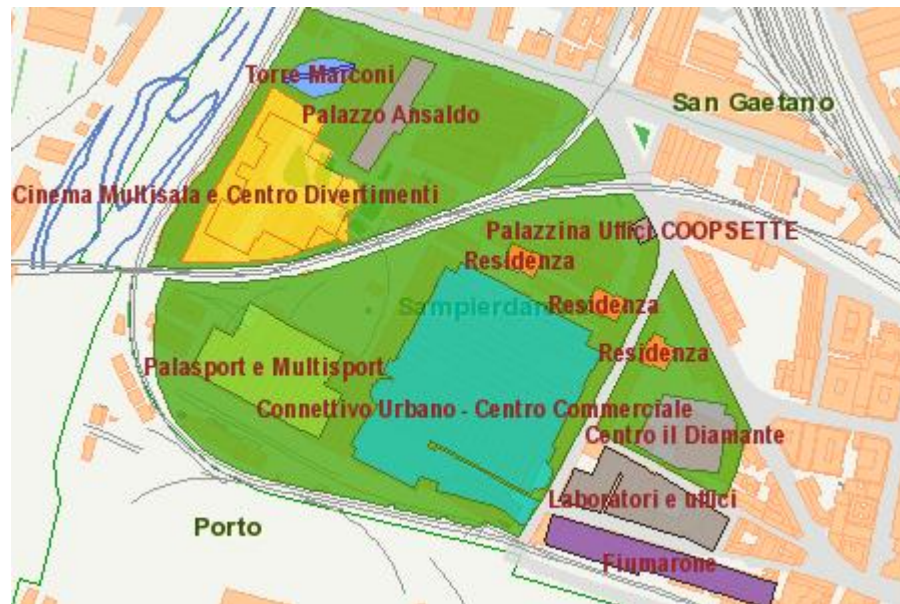 Torre Marconi
San Gaetano
Palazzo Ansaldo
Cinema Multisala e Centro Divertimenti
Palazzina Uffici COOPSETTE
Residenza
Residenza
Residenza
Palasport e Multisport
Connettivo Urbano - Centro Commerciale
Centro il Diamante
Laboratori e uffici
Porto
Fiumarone